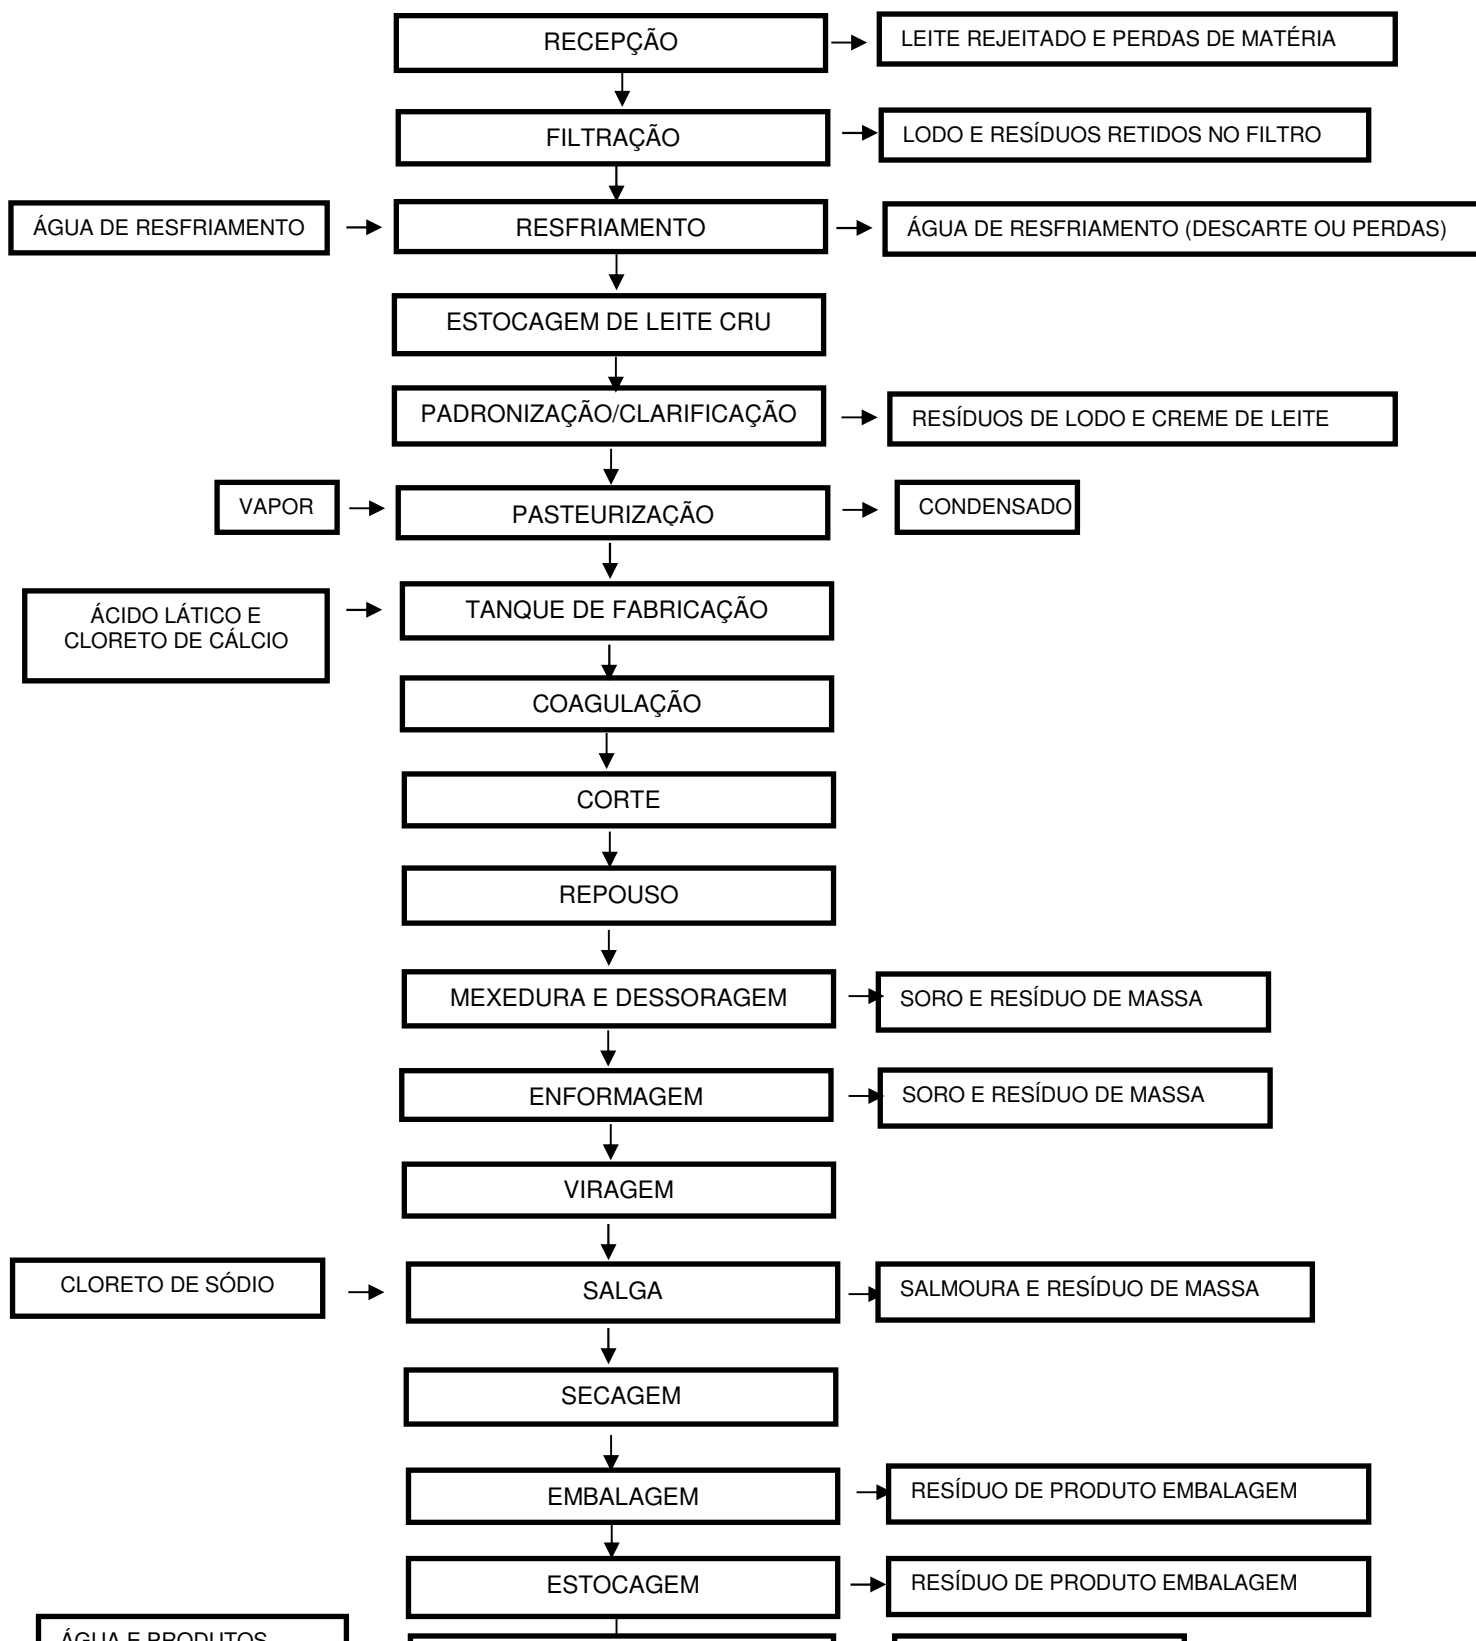 RECEPÇÃO
LEITE REJEITADO E PERDAS DE MATÉRIA
FILTRAÇÃO
LODO E RESÍDUOS RETIDOS NO FILTRO
ÁGUA DE RESFRIAMENTO
RESFRIAMENTO
ÁGUA DE RESFRIAMENTO (DESCARTE OU PERDAS)
ESTOCAGEM DE LEITE CRU
PADRONIZAÇÃO/CLARIFICAÇÃO
RESÍDUOS DE LODO E CREME DE LEITE
VAPOR
PASTEURIZAÇÃO
CONDENSADO
ÁCIDO LÁTICO E
CLORETO DE CÁLCIO
TANQUE DE FABRICAÇÃO
COAGULAÇÃO
CORTE
REPOUSO
MEXEDURA E DESSORAGEM
SORO E RESÍDUO DE MASSA
ENFORMAGEM
SORO E RESÍDUO DE MASSA
VIRAGEM
CLORETO DE SÓDIO
SALGA
SALMOURA E RESÍDUO DE MASSA
SECAGEM
EMBALAGEM
RESÍDUO DE PRODUTO EMBALAGEM
ESTOCAGEM
RESÍDUO DE PRODUTO EMBALAGEM
ÁGUA E PRODUTOS